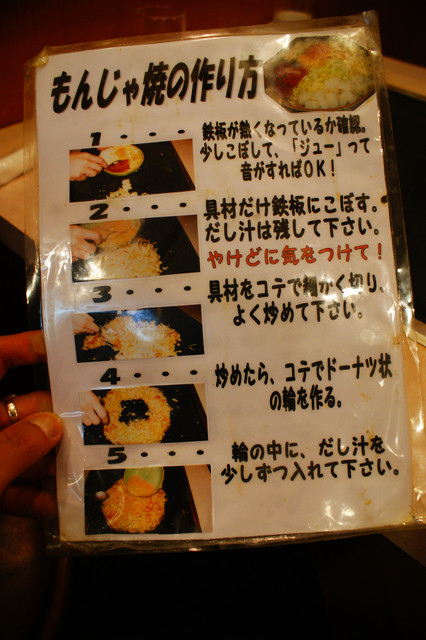 もんじゃ焼の作り方
1・・・
鉄板が熱くなっているか確認。
少しこぼして、「ジュー」って
音がすればOK！
2・・・
具材だけ鉄板にこぼす。
だし汁は残して下さい。
やけどに気をつけて！
3・・・
具材をコテで細かく切り、
よく炒めて下さい。
4・・・
炒めたら、コテでドーナツ状
の輪を作る。
5・・・
輪の中に、だし汁を
少しずつ入れて下さい。